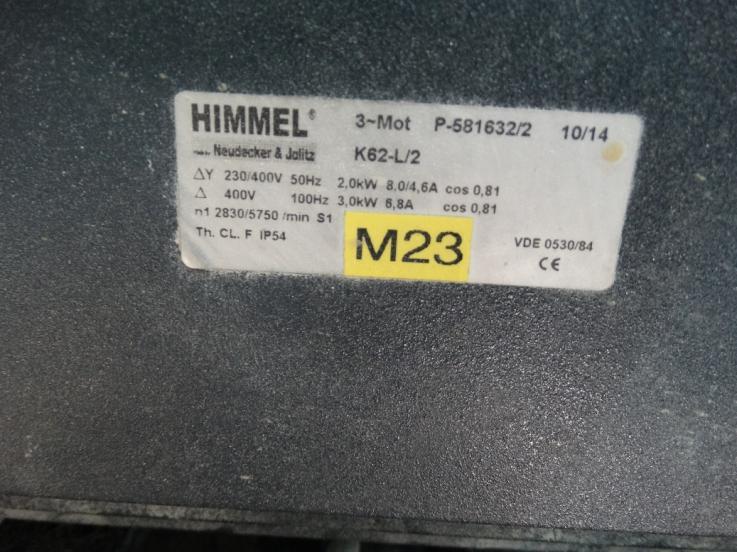 HIMMEL® 3~Mot P-581632/2 10/14
Neudecker & Jolitz K62-L/2
ΔY 230/400V 50Hz 2,0kW 8,0/4,6A cos 0,81
Δ 400V 100Hz 3,0kW 6,8A cos 0,81
n1 2830/5750 /min S1
Th. CL. F IP54
M23
VDE 0530/84
CE